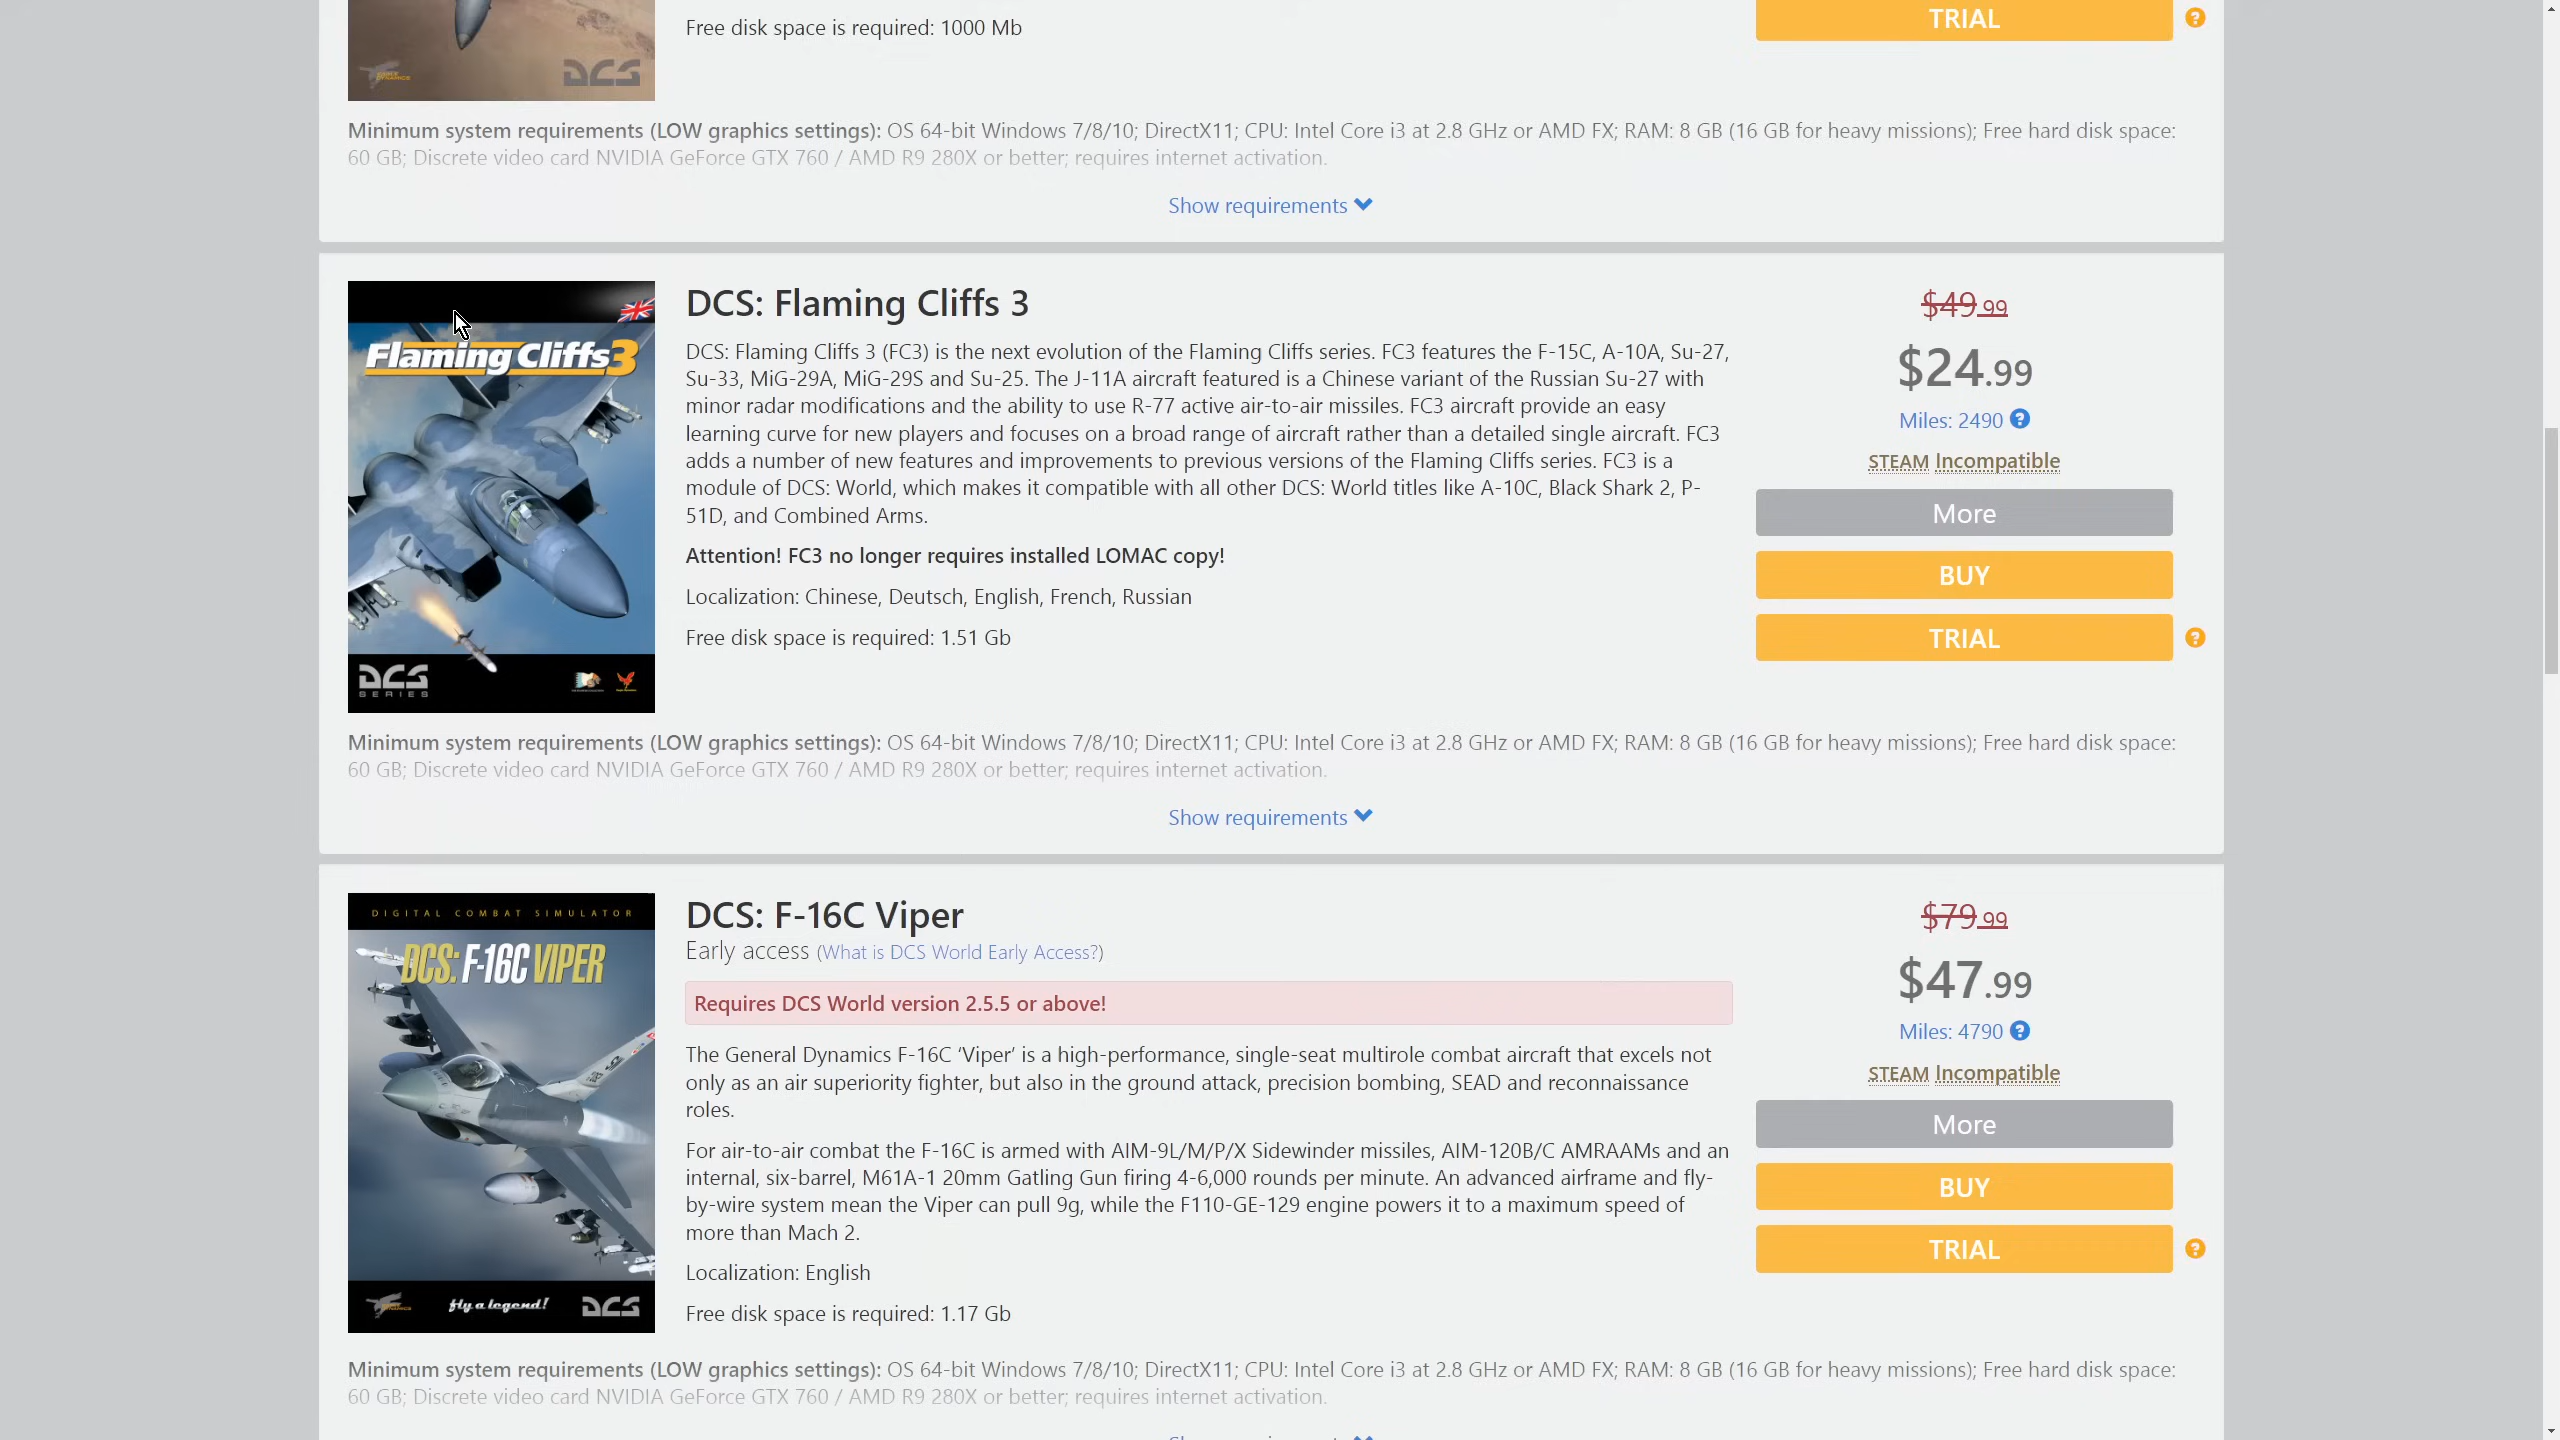 Free disk space is required: 1000 Mb
TRIAL
DCS
Minimum system requirements (LOW graphics settings): OS 64-bit Windows 7/8/10; DirectX11; CPU: Intel Core i3 at 2.8 GHz or AMD FX; RAM: 8 GB (16 GB for heavy missions); Free hard disk space:
60 GB; Discrete video card NVIDIA GeForce GTX 760 / AMD R9 280X or better; requires internet activation.
Show requirements
Flaming Cliffs 3
DCS
SERIES
DCS: Flaming Cliffs 3
DCS: Flaming Cliffs 3 (FC3) is the next evolution of the Flaming Cliffs series. FC3 features the F-15C, A-10A, Su-27,
Su-33, MiG-29A, MiG-29S and Su-25. The J-11A aircraft featured is a Chinese variant of the Russian Su-27 with
minor radar modifications and the ability to use R-77 active air-to-air missiles. FC3 aircraft provide an easy
learning curve for new players and focuses on a broad range of aircraft rather than a detailed single aircraft. FC3
adds a number of new features and improvements to previous versions of the Flaming Cliffs series. FC3 is a
module of DCS: World, which makes it compatible with all other DCS: World titles like A-10C, Black Shark 2, P-
51D, and Combined Arms.
Attention! FC3 no longer requires installed LOMAC copy!
Localization: Chinese, Deutsch, English, French, Russian
Free disk space is required: 1.51 Gb
$49.99
$24.99
Miles: 2490
STEAM Incompatible
More
BUY
TRIAL
Minimum system requirements (LOW graphics settings): OS 64-bit Windows 7/8/10; DirectX11; CPU: Intel Core i3 at 2.8 GHz or AMD FX; RAM: 8 GB (16 GB for heavy missions); Free hard disk space:
60 GB; Discrete video card NVIDIA GeForce GTX 760 / AMD R9 280X or better; requires internet activation.
Show requirements
DIGITAL COMBAT SIMULATOR
DCS: F-16C VIPER
fly a legend!
DCS
DCS: F-16C Viper
Early access (What is DCS World Early Access?)
Requires DCS World version 2.5.5 or above!
The General Dynamics F-16C ‘Viper’ is a high-performance, single-seat multirole combat aircraft that excels not
only as an air superiority fighter, but also in the ground attack, precision bombing, SEAD and reconnaissance
roles.
For air-to-air combat the F-16C is armed with AIM-9L/M/P/X Sidewinder missiles, AIM-120B/C AMRAAMs and an
internal, six-barrel, M61A-1 20mm Gatling Gun firing 4-6,000 rounds per minute. An advanced airframe and fly-
by-wire system mean the Viper can pull 9g, while the F110-GE-129 engine powers it to a maximum speed of
more than Mach 2.
Localization: English
Free disk space is required: 1.17 Gb
$79.99
$47.99
Miles: 4790
STEAM Incompatible
More
BUY
TRIAL
Minimum system requirements (LOW graphics settings): OS 64-bit Windows 7/8/10; DirectX11; CPU: Intel Core i3 at 2.8 GHz or AMD FX; RAM: 8 GB (16 GB for heavy missions); Free hard disk space:
60 GB; Discrete video card NVIDIA GeForce GTX 760 / AMD R9 280X or better; requires internet activation.